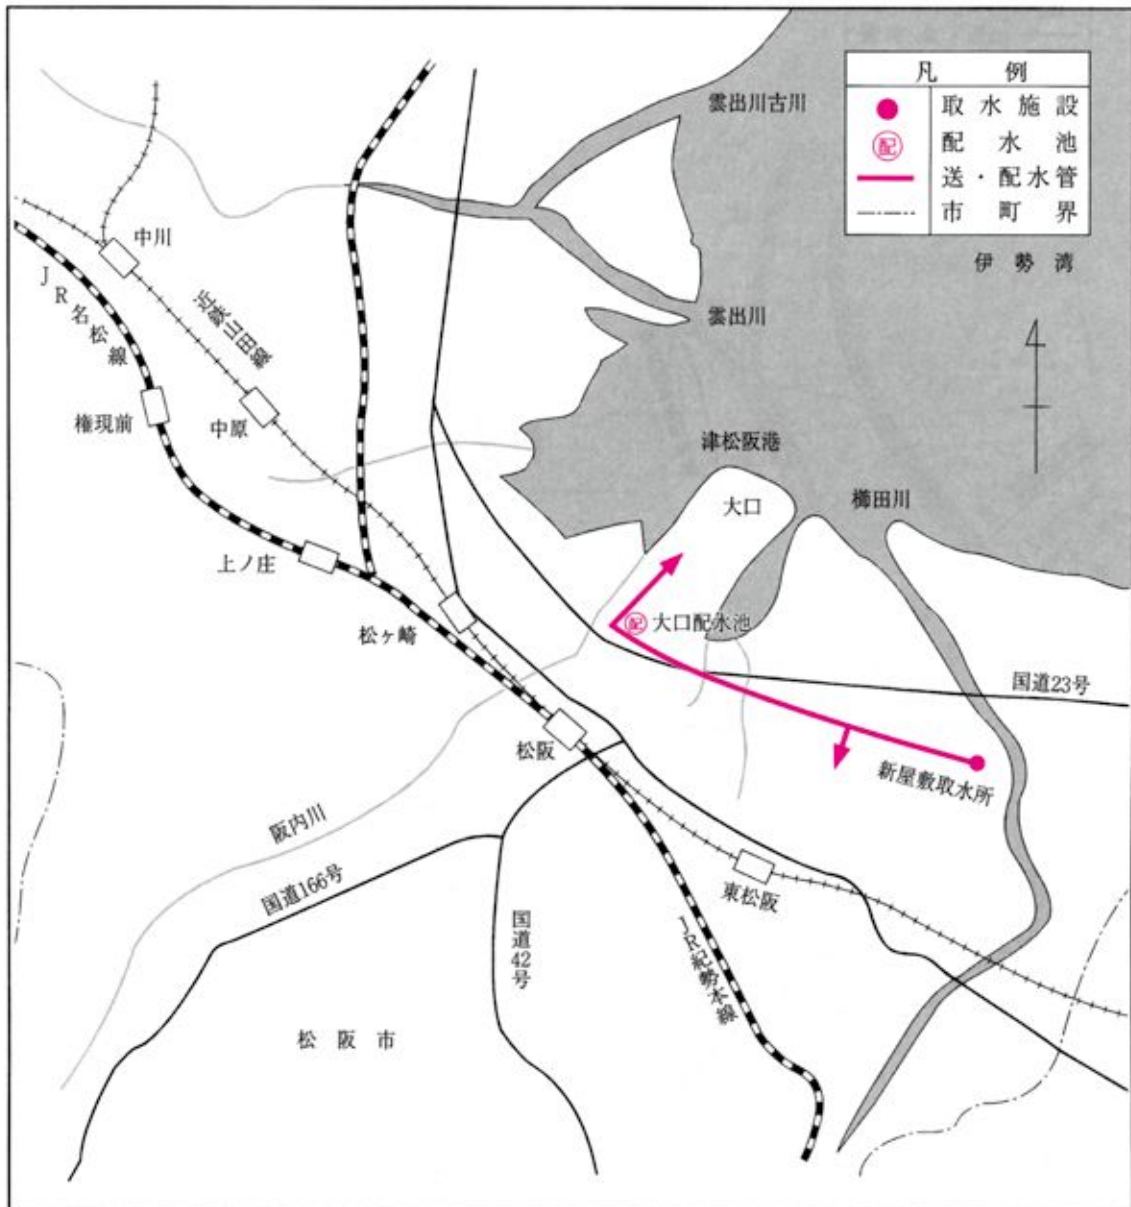 凡例
取水施設
配 配水池
送・配水管
市町界
雲出川古川
伊勢湾
中川
近鉄山田線
JR名松線
雲出川
権現前
中原
津松阪港
大口
櫛田川
上ノ庄
松ヶ崎
配 大口配水池
国道23号
松阪
新屋敷取水所
阪内川
国道166号
東松阪
国道42号
JR紀勢本線
松阪市